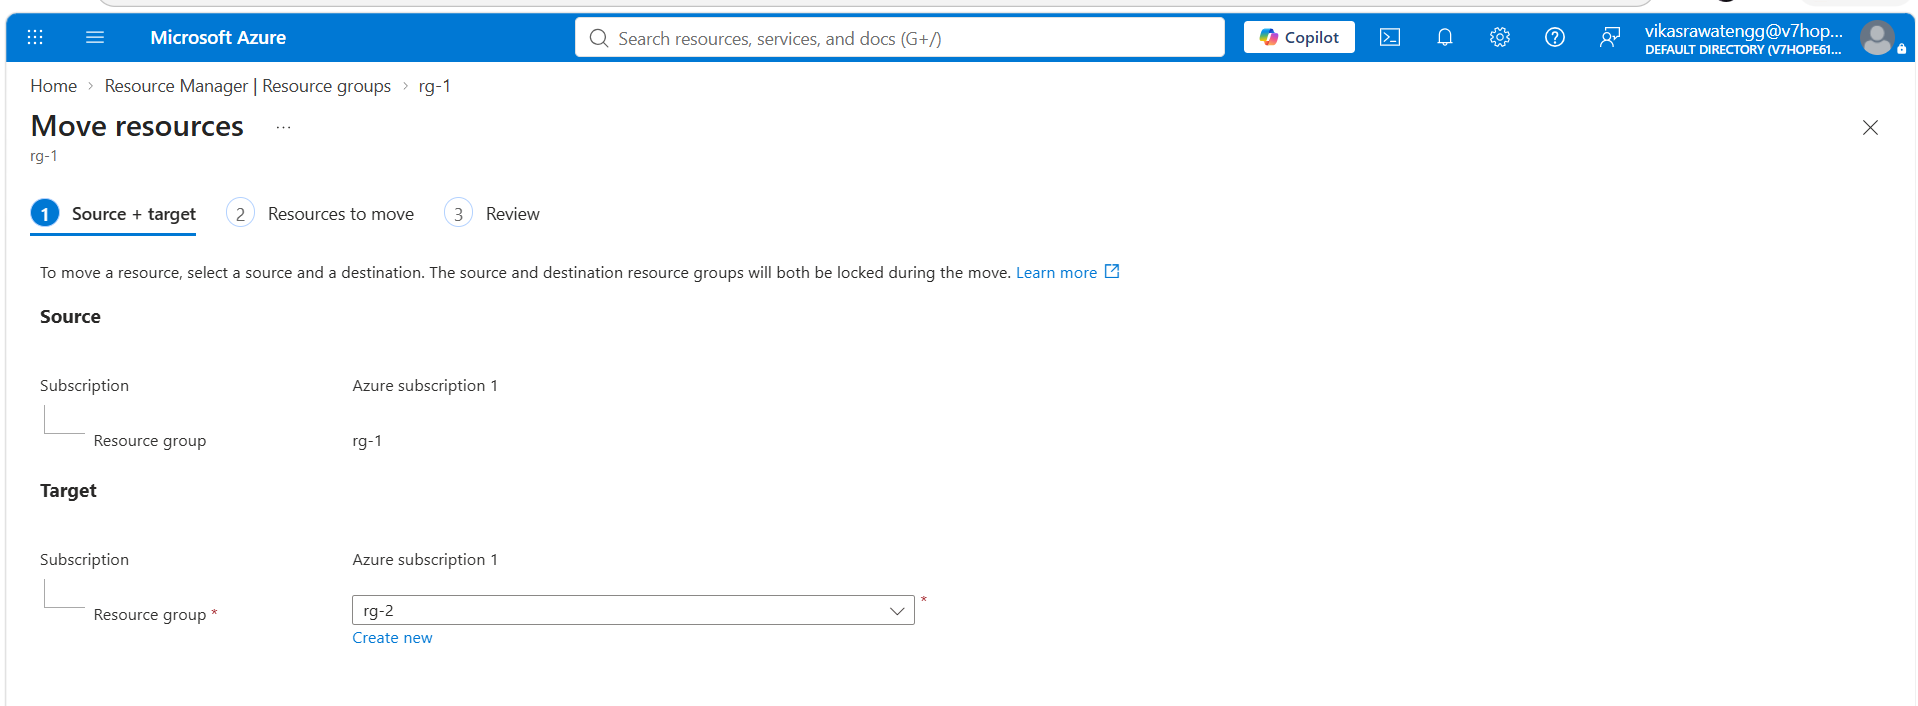 Microsoft Azure
Search resources, services, and docs (G+/)
Copilot
vikasrawatengg@v7hop...
DEFAULT DIRECTORY (V7HOPE61...
Home > Resource Manager | Resource groups > rg-1
Move resources ...
rg-1
1 Source + target 2 Resources to move 3 Review
To move a resource, select a source and a destination. The source and destination resource groups will both be locked during the move. Learn more
Source
Subscription Azure subscription 1
Resource group rg-1
Target
Subscription Azure subscription 1
Resource group * rg-2 *
Create new